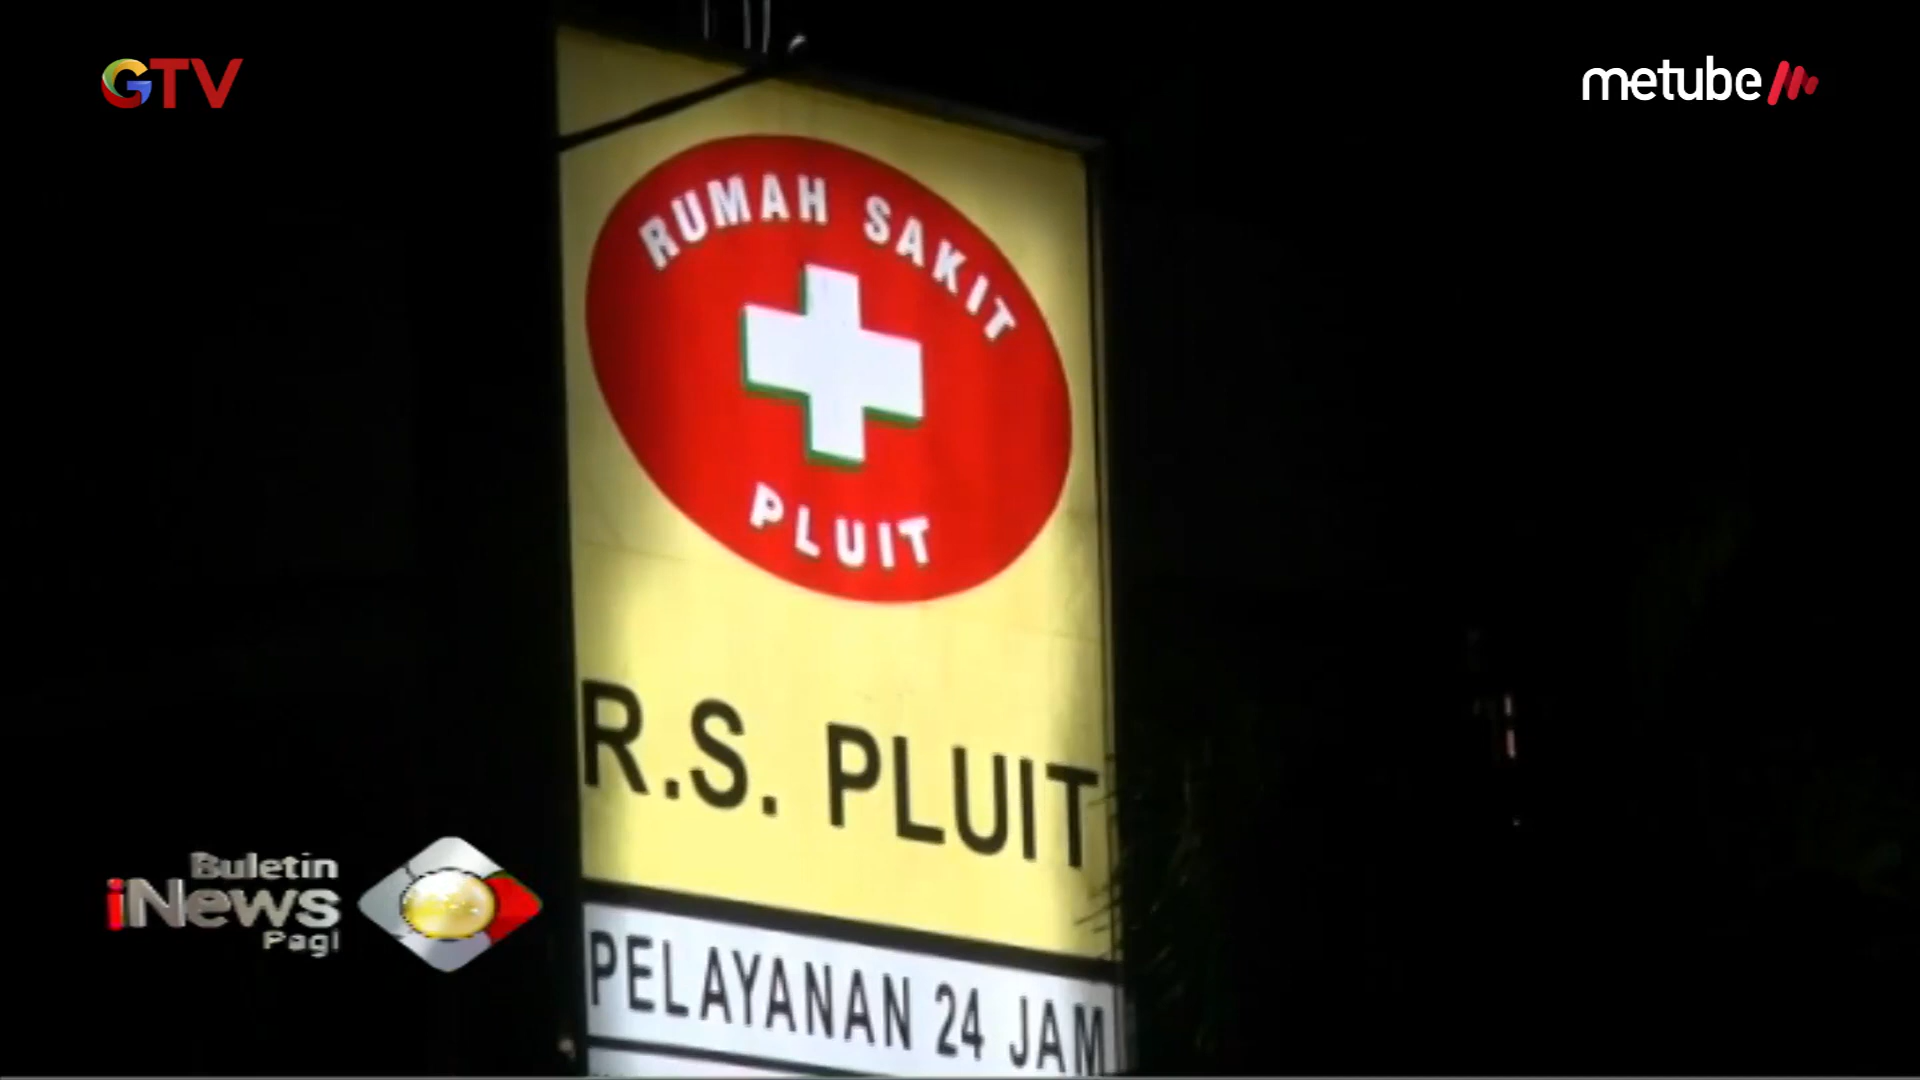 GTV
metube
RUMAH SAKIT
PLUIT
R.S. PLUIT
PELAYANAN 24 JAM
Buletin
iNews
Pagi